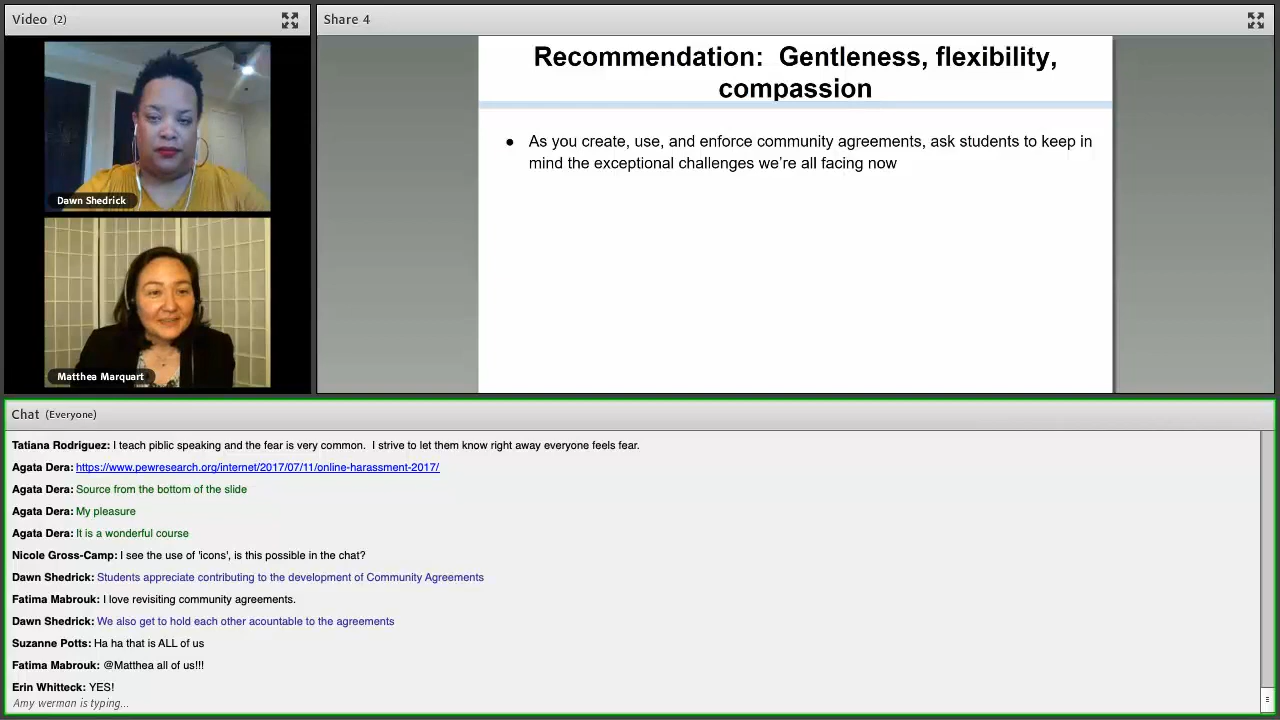 Video (2)
Dawn Shedrick
Matthea Marquart
Share 4
Recommendation: Gentleness, flexibility,
compassion
● As you create, use, and enforce community agreements, ask students to keep in
mind the exceptional challenges we're all facing now
Chat (Everyone)
Tatiana Rodriguez: I teach piblic speaking and the fear is very common. I strive to let them know right away everyone feels fear.
Agata Dera: https://www.pewresearch.org/internet/2017/07/11/online-harassment-2017/
Agata Dera: Source from the bottom of the slide
Agata Dera: My pleasure
Agata Dera: It is a wonderful course
Nicole Gross-Camp: I see the use of 'icons', is this possible in the chat?
Dawn Shedrick: Students appreciate contributing to the development of Community Agreements
Fatima Mabrouk: I love revisiting community agreements.
Dawn Shedrick: We also get to hold each other acountable to the agreements
Suzanne Potts: Ha ha that is ALL of us
Fatima Mabrouk: @Matthea all of us!!!
Erin Whitteck: YES!
Amy werman is typing...